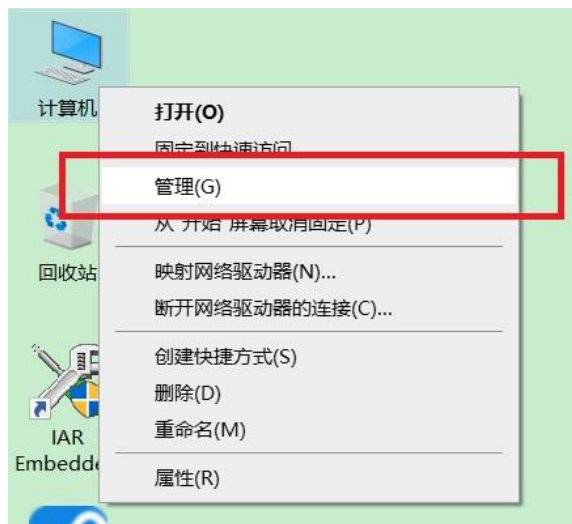 计算机
打开(O)
固定到快速访问
管理(G)
从"开始"屏幕取消固定(P)
回收站
映射网络驱动器(N)...
断开网络驱动器的连接(C)...
创建快捷方式(S)
删除(D)
重命名(M)
IAR
Embedde
属性(R)